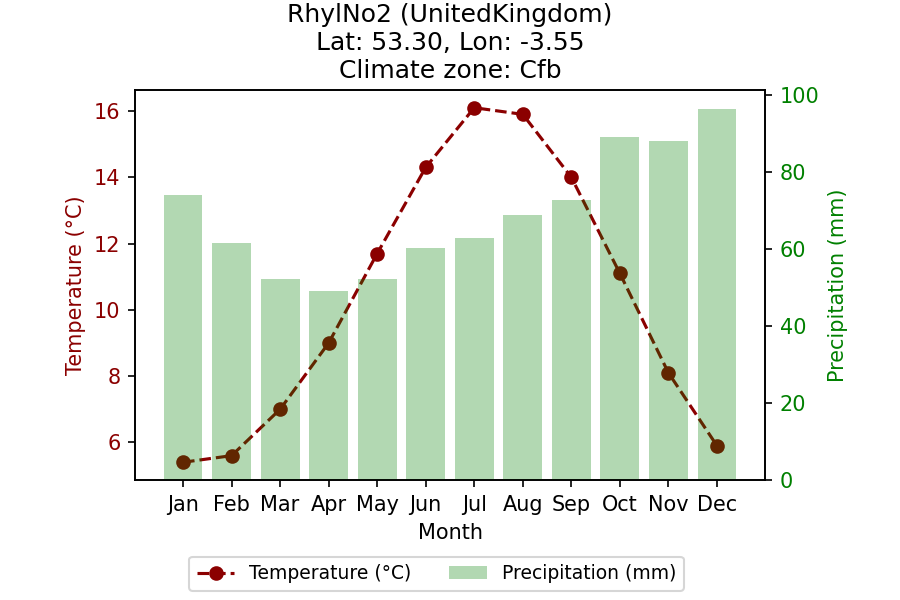 RhylNo2 (UnitedKingdom)
Lat: 53.30, Lon: -3.55
Climate zone: Cfb
16
14
12
10
8
6
Temperature (°C)
100
80
60
40
20
0
Precipitation (mm)
Jan Feb Mar Apr May Jun Jul Aug Sep Oct Nov Dec
Month
Temperature (°C) Precipitation (mm)